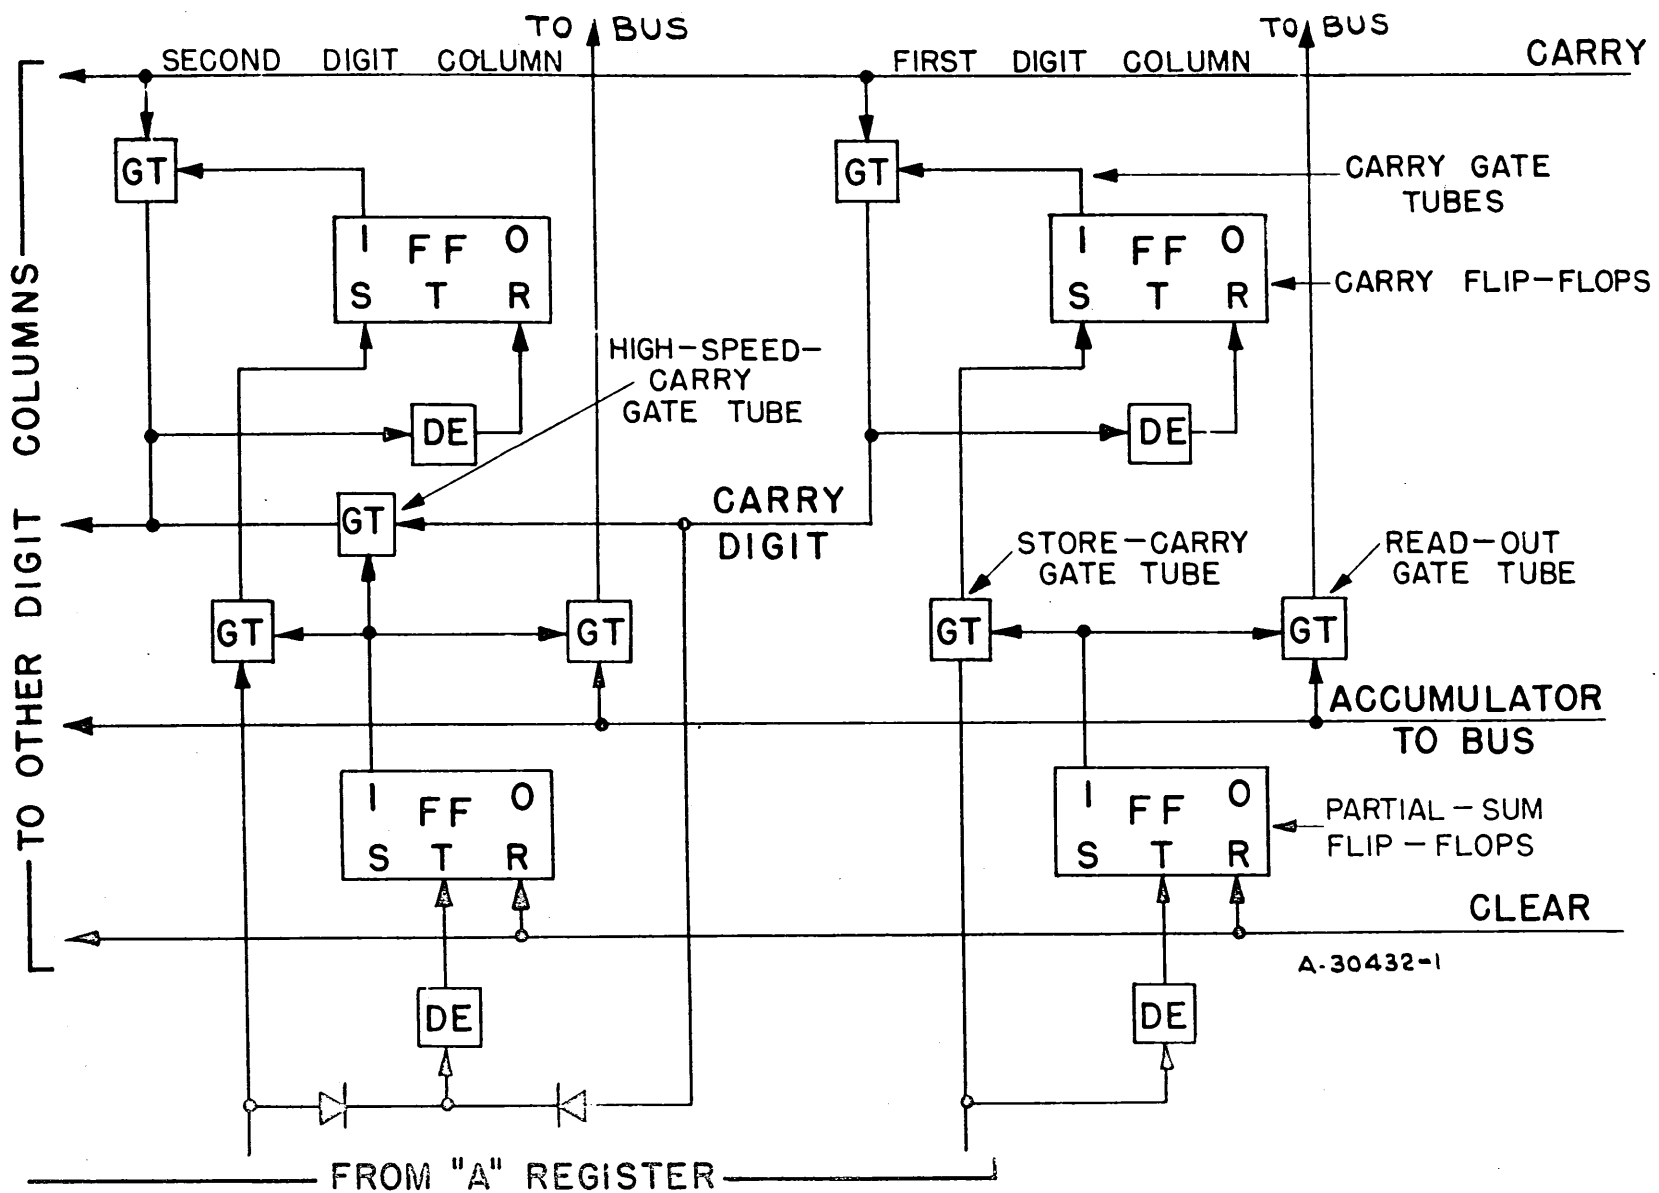 TO BUS
TO BUS
SECOND DIGIT COLUMN
FIRST DIGIT COLUMN
CARRY
GT
GT
CARRY GATE
TUBES
I FF O
S T R
I FF O
S T R
CARRY FLIP-FLOPS
HIGH-SPEED-
CARRY
GATE TUBE
DE
DE
GT
CARRY
DIGIT
STORE-CARRY
GATE TUBE
READ-OUT
GATE TUBE
GT
GT
GT
GT
ACCUMULATOR
TO BUS
I FF O
S T R
I FF O
S T R
PARTIAL-SUM
FLIP-FLOPS
CLEAR
A-30432-1
DE
DE
FROM "A" REGISTER
TO OTHER DIGIT COLUMNS